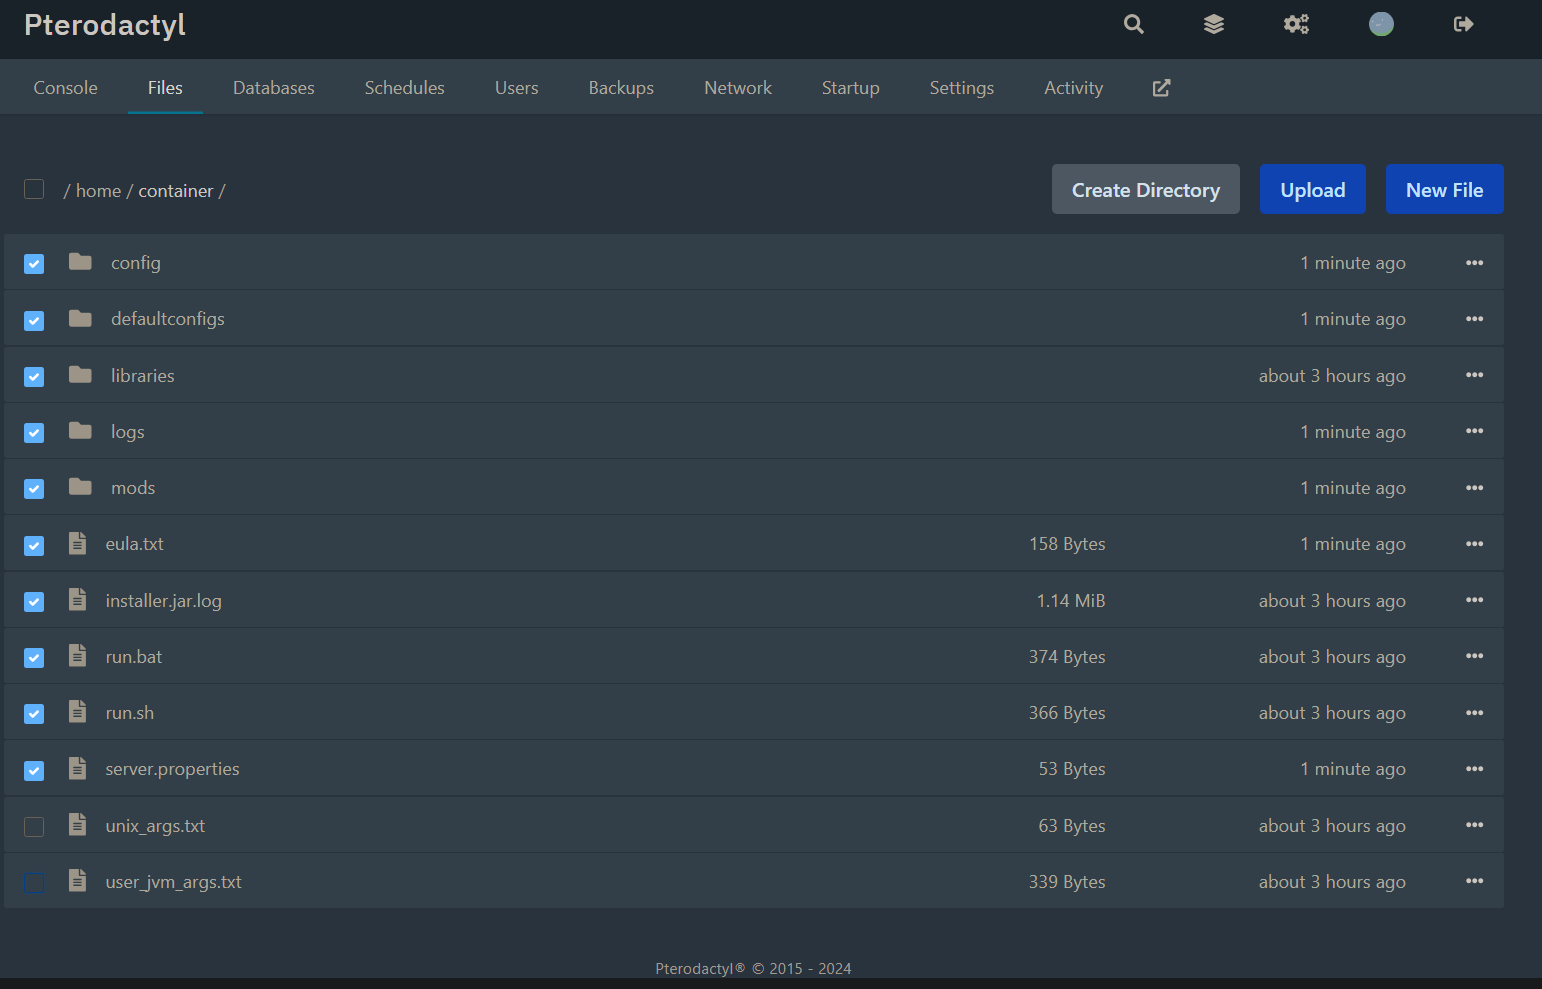 Pterodactyl
Console Files Databases Schedules Users Backups Network Startup Settings Activity
/ home / container / Create Directory Upload New File
config 1 minute ago
defaultconfigs 1 minute ago
libraries about 3 hours ago
logs 1 minute ago
mods 1 minute ago
eula.txt 158 Bytes 1 minute ago
installer.jar.log 1.14 MiB about 3 hours ago
run.bat 374 Bytes about 3 hours ago
run.sh 366 Bytes about 3 hours ago
server.properties 53 Bytes 1 minute ago
unix_args.txt 63 Bytes about 3 hours ago
user_jvm_args.txt 339 Bytes about 3 hours ago
Pterodactyl® © 2015 - 2024